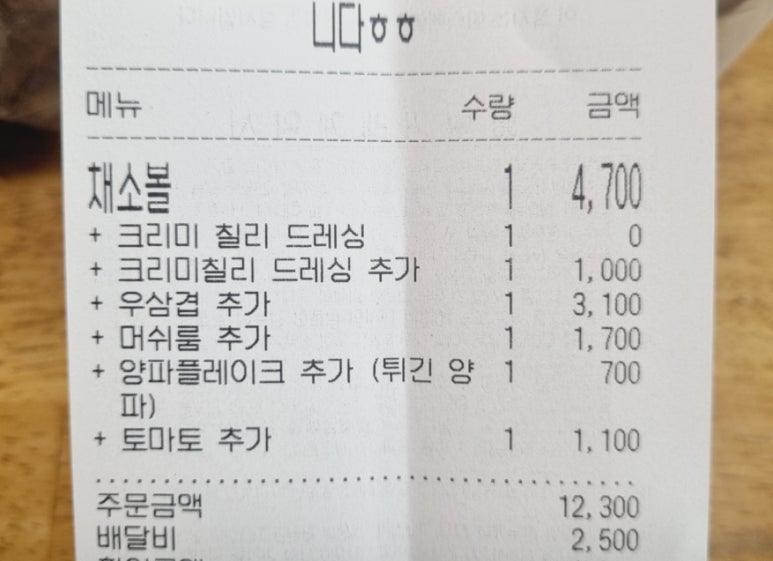 니다ㅎㅎ
메뉴 수량 금액
채소볼 1 4,700
+ 크리미 칠리 드레싱 1 0
+ 크리미칠리 드레싱 추가 1 1,000
+ 우삼겹 추가 1 3,100
+ 머쉬룸 추가 1 1,700
+ 양파플레이크 추가 (튀긴 양 1 700
파)
+ 토마토 추가 1 1,100
주문금액 12,300
배달비 2,500